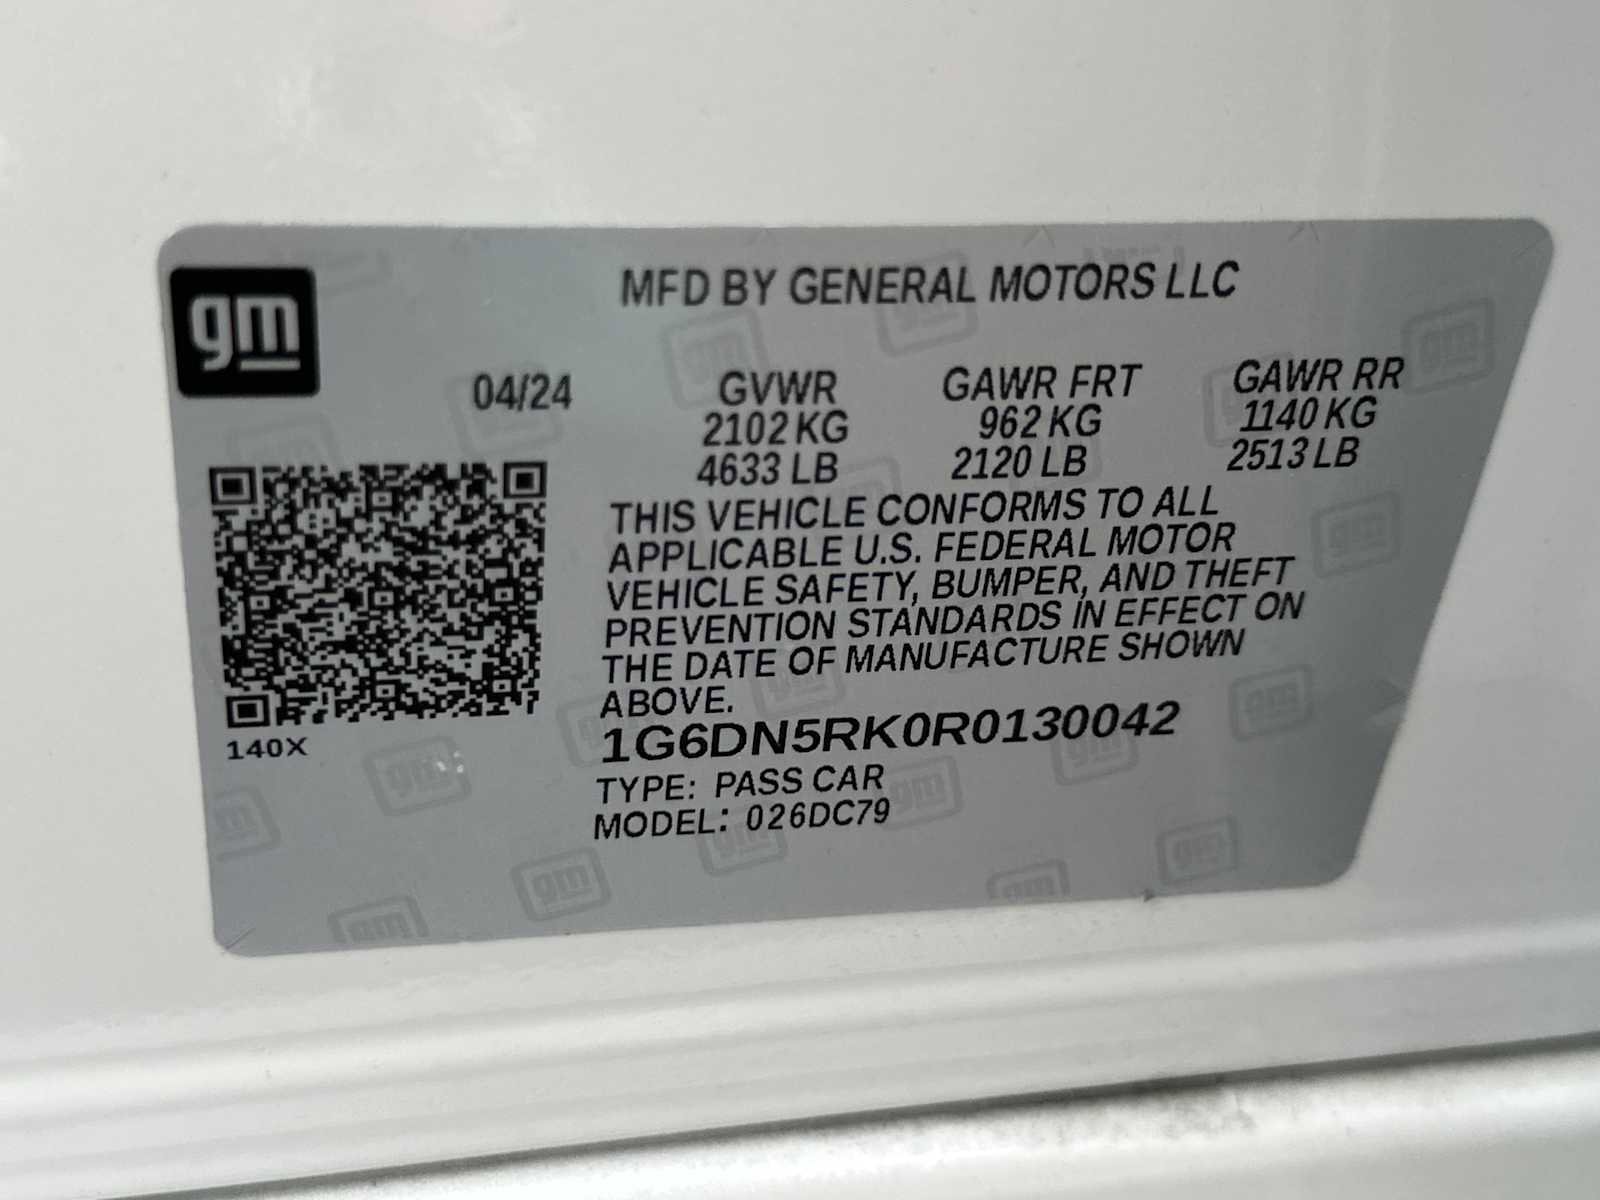 gm
MFD BY GENERAL MOTORS LLC
04/24 GVWR GAWR FRT GAWR RR
2102 KG 962 KG 1140 KG
4633 LB 2120 LB 2513 LB
THIS VEHICLE CONFORMS TO ALL
APPLICABLE U.S. FEDERAL MOTOR
VEHICLE SAFETY, BUMPER, AND THEFT
PREVENTION STANDARDS IN EFFECT ON
THE DATE OF MANUFACTURE SHOWN
ABOVE.
140X
1G6DN5RK0R0130042
TYPE: PASS CAR
MODEL: 026DC79